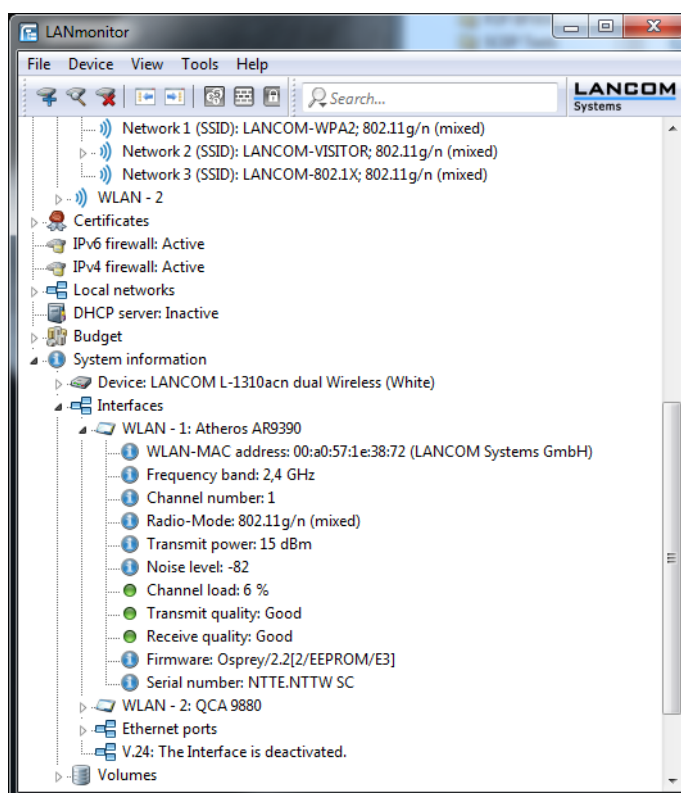 LANmonitor
File Device View Tools Help
Search...
LANCOM
Systems
Network 1 (SSID): LANCOM-WPA2; 802.11g/n (mixed)
Network 2 (SSID): LANCOM-VISITOR; 802.11g/n (mixed)
Network 3 (SSID): LANCOM-802.1X; 802.11g/n (mixed)
WLAN - 2
Certificates
IPv6 firewall: Active
IPv4 firewall: Active
Local networks
DHCP server: Inactive
Budget
System information
Device: LANCOM L-1310acn dual Wireless (White)
Interfaces
WLAN - 1: Atheros AR9390
WLAN-MAC address: 00:a0:57:1e:38:72 (LANCOM Systems GmbH)
Frequency band: 2,4 GHz
Channel number: 1
Radio-Mode: 802.11g/n (mixed)
Transmit power: 15 dBm
Noise level: -82
Channel load: 6 %
Transmit quality: Good
Receive quality: Good
Firmware: Osprey/2.2[2/EEPROM/E3]
Serial number: NTTE.NTTW SC
WLAN - 2: QCA 9880
Ethernet ports
V.24: The Interface is deactivated.
Volumes